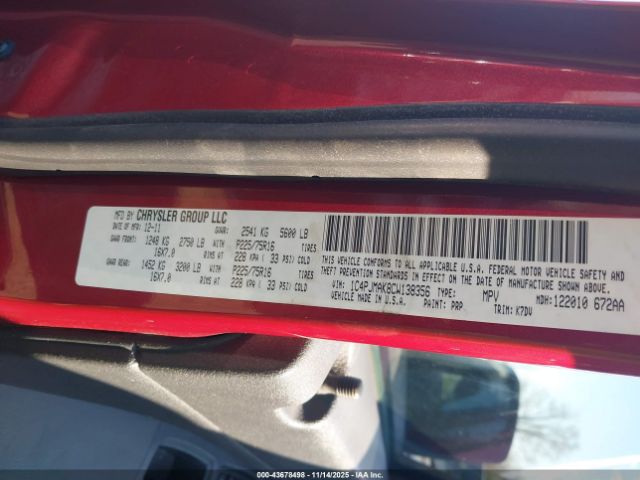 MFD BY CHRYSLER GROUP LLC
DATE OF MFR 12-11 GVWR: 2541 KG 5600 LB
GAWR FRONT: 1248 KG 2750 LB WITH P225/75R16 TIRES
16X7.0 RIMS AT 228 KPA ( 33 PSI) COLD
GAWR REAR: 1452 KG 3200 LB WITH P225/75R16 TIRES
16X7.0 RIMS AT 228 KPA ( 33 PSI) COLD
THIS VEHICLE CONFORMS TO ALL APPLICABLE U.S.A. FEDERAL MOTOR VEHICLE SAFETY AND
THEFT PREVENTION STANDARDS IN EFFECT ON THE DATE OF MANUFACTURE SHOWN ABOVE.
VIN: 1C4PJMAK8CW138356 TYPE: MPV MDH: 122010 672AA
VEHICLE MADE IN U.S.A. PAINT: PRP TRIM: K7DV
00-43678498 - 11/14/2025 - IAAI.COM